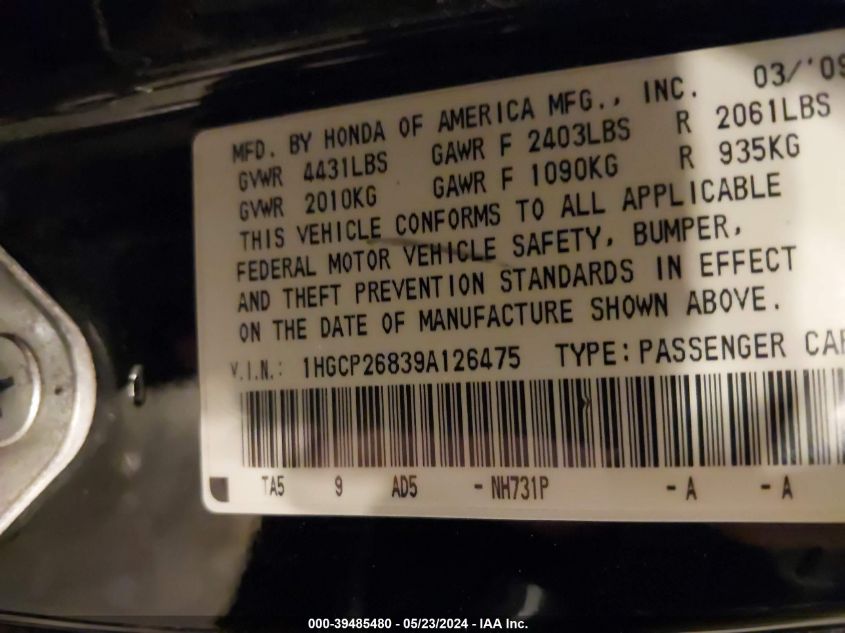 MFD. BY HONDA OF AMERICA MFG., INC. 03/'09
GVWR 4431LBS GAWR F 2403LBS R 2061LBS
GVWR 2010KG GAWR F 1090KG R 935KG
THIS VEHICLE CONFORMS TO ALL APPLICABLE
FEDERAL MOTOR VEHICLE SAFETY, BUMPER,
AND THEFT PREVENTION STANDARDS IN EFFECT
ON THE DATE OF MANUFACTURE SHOWN ABOVE.
V.I.N.: 1HGCP26839A126475 TYPE:PASSENGER CAR
TA5 9 AD5 -NH731P -A -A
000-39485480 - 05/23/2024 - IAA Inc.